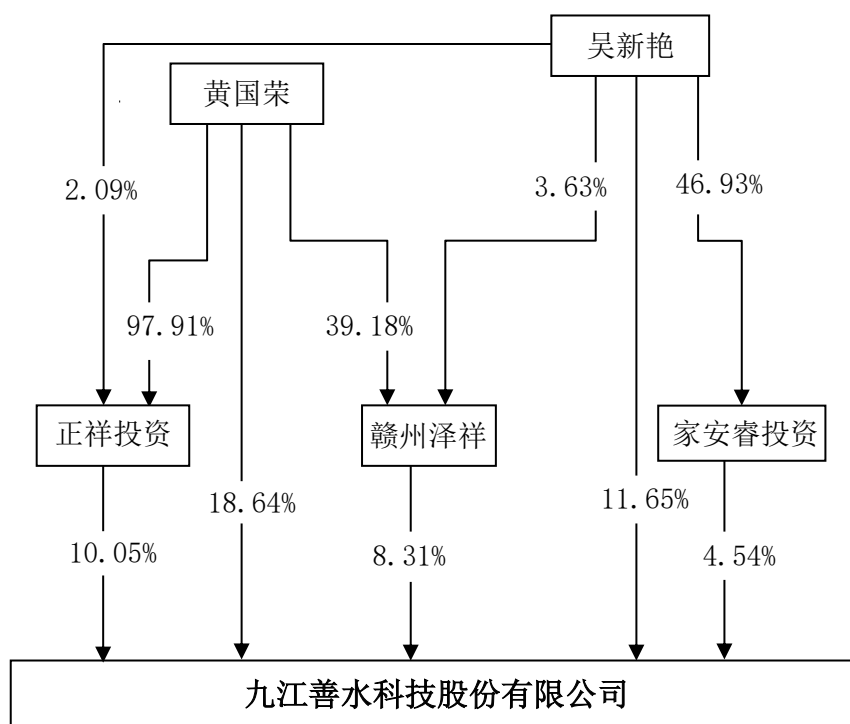 吴新艳
黄国荣
2.09%
3.63%
46.93%
97.91%
39.18%
正祥投资
赣州泽祥
家安睿投资
18.64%
11.65%
10.05%
8.31%
4.54%
九江善水科技股份有限公司